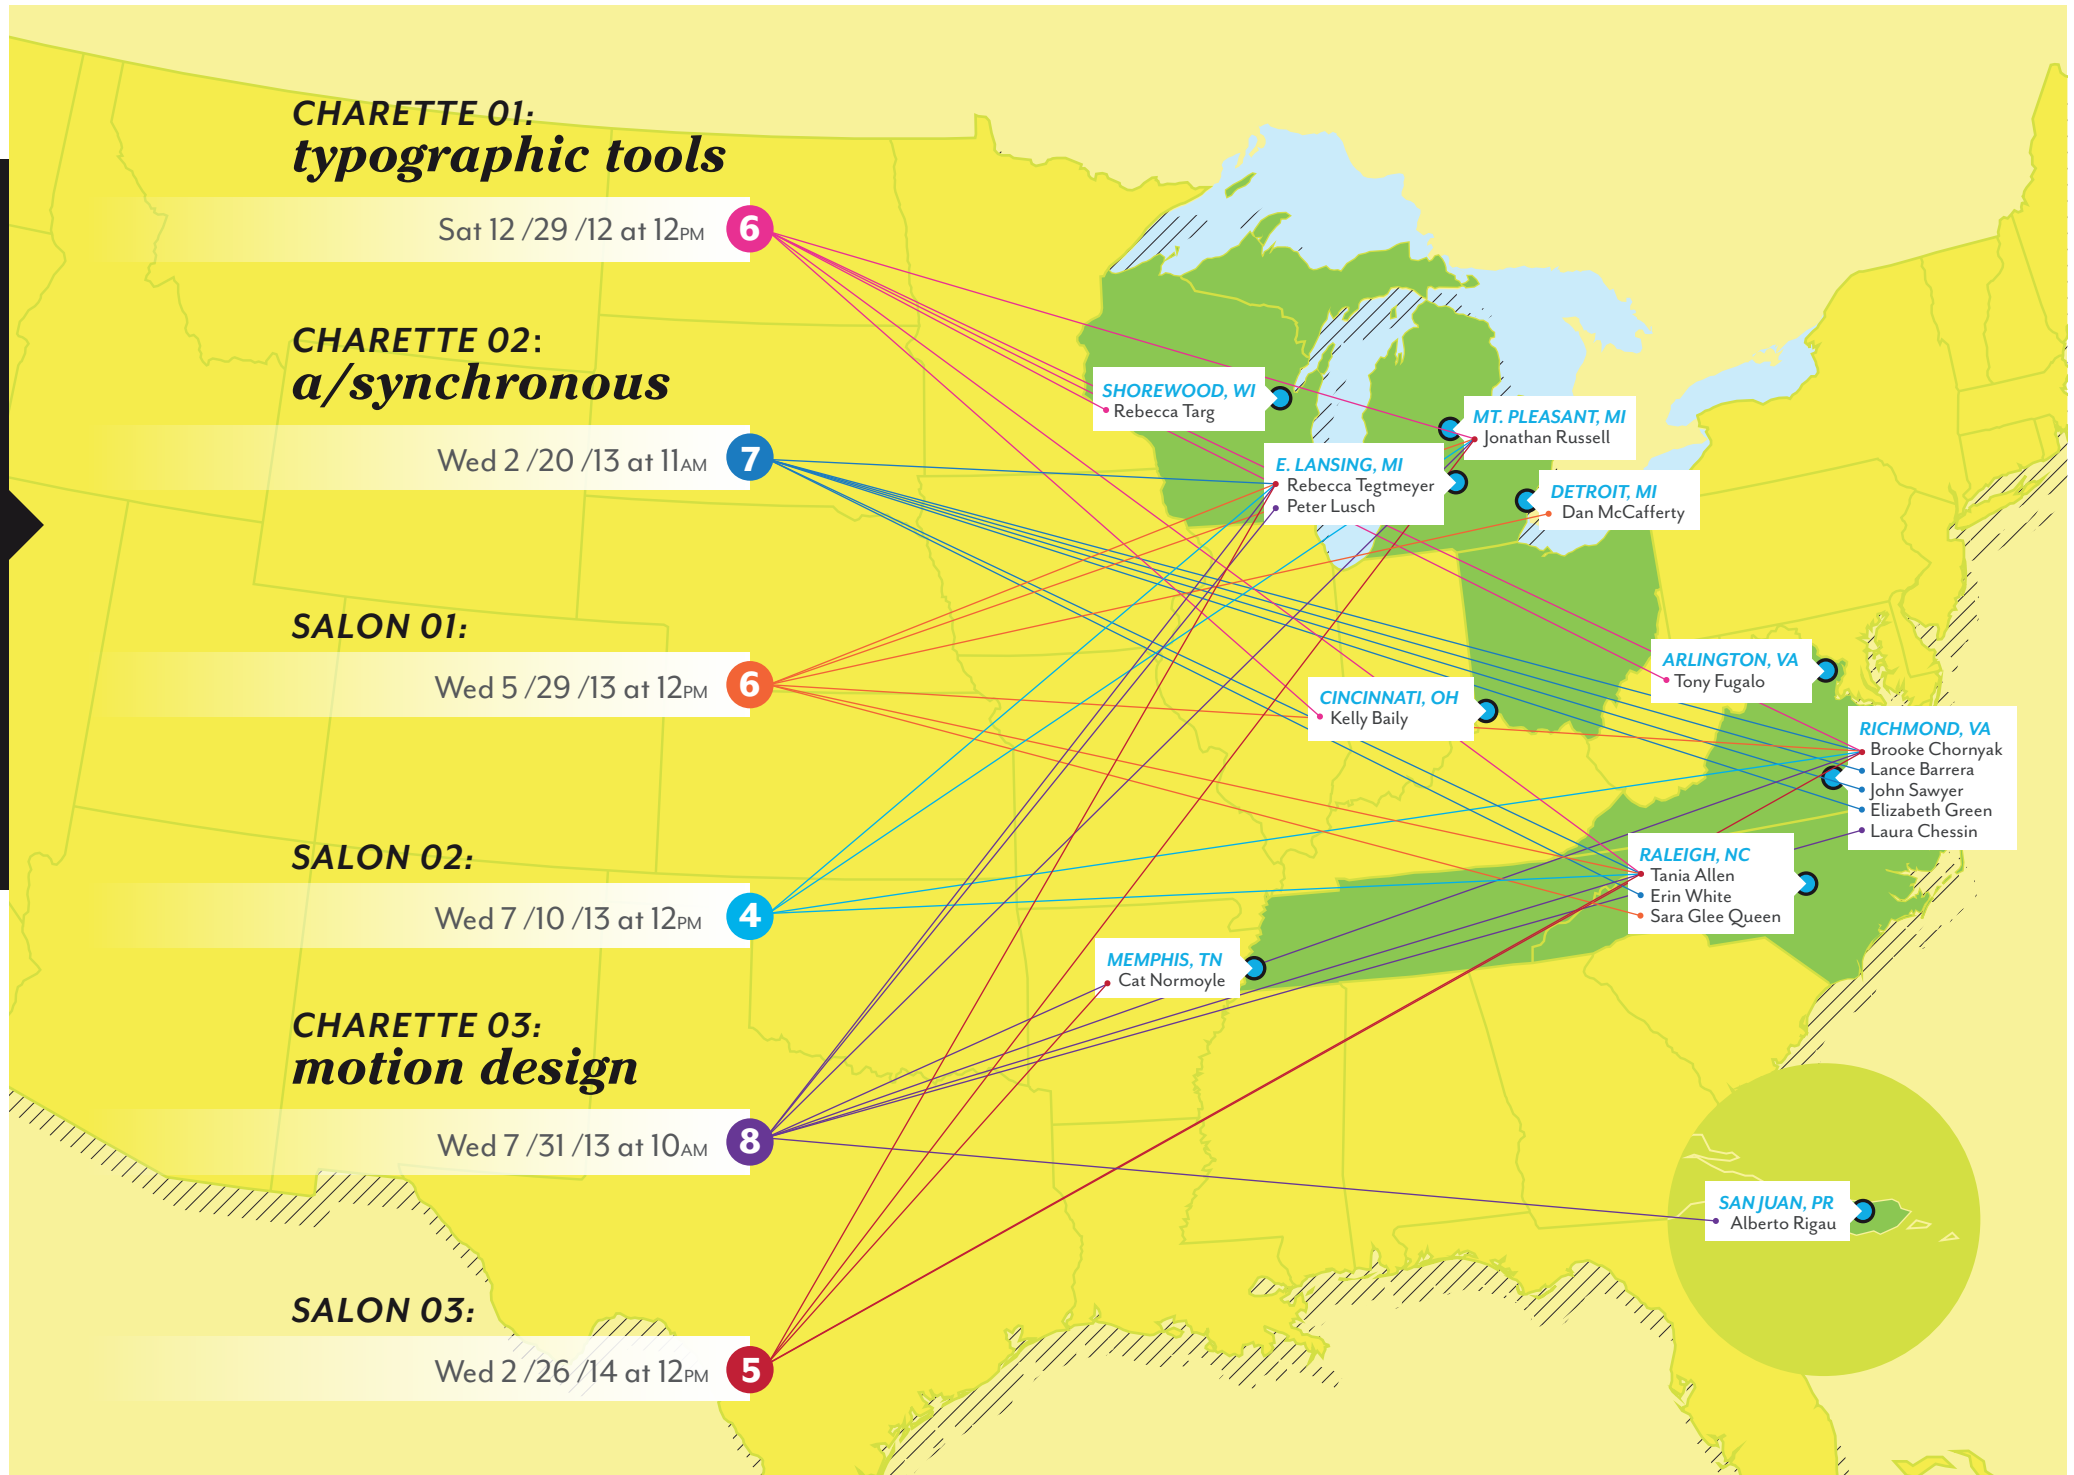 CHARETTE 01:
typographic tools
Sat 12 /29 /12 at 12PM
6
CHARETTE 02:
a/synchronous
Wed 2 /20 /13 at 11AM
7
SALON 01:
Wed 5 /29 /13 at 12PM
6
SALON 02:
Wed 7 /10 /13 at 12PM
4
CHARETTE 03:
motion design
Wed 7 /31 /13 at 10AM
8
SALON 03:
Wed 2 /26 /14 at 12PM
5
SHOREWOOD, WI
Rebecca Targ
MT. PLEASANT, MI
Jonathan Russell
E. LANSING, MI
Rebecca Tegtmeyer
Peter Lusch
DETROIT, MI
Dan McCafferty
ARLINGTON, VA
Tony Fugalo
CINCINNATI, OH
Kelly Baily
RICHMOND, VA
Brooke Chornyak
Lance Barrera
John Sawyer
Elizabeth Green
Laura Chessin
RALEIGH, NC
Tania Allen
Erin White
Sara Glee Queen
MEMPHIS, TN
Cat Normoyle
SAN JUAN, PR
Alberto Rigau